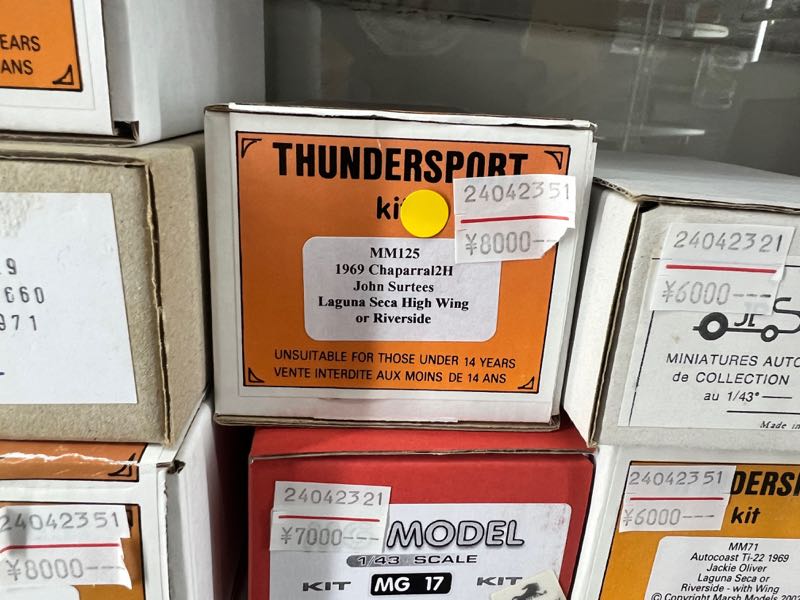 EARS
ANS
THUNDERSPORT
24042351
¥8000--
MM125
1969 Chaparral2H
John Surtees
Laguna Seca High Wing
or Riverside
UNSUITABLE FOR THOSE UNDER 14 YEARS
VENTE INTERDITE AUX MOINS DE 14 ANS
9
660
971
24042321
¥6000---
MINIATURES AUTO
de COLLECTION
au 1/43°
Made in
24042351
¥8000---
24042321
¥7000---
MODEL
1/43 SCALE
KIT MG 17 KIT
24042351
¥6000---
DERS
kit
MM71
Autocoast Ti-22 1969
Jackie Oliver
Laguna Seca or
Riverside - with Wing
© Copyright Marsh Models